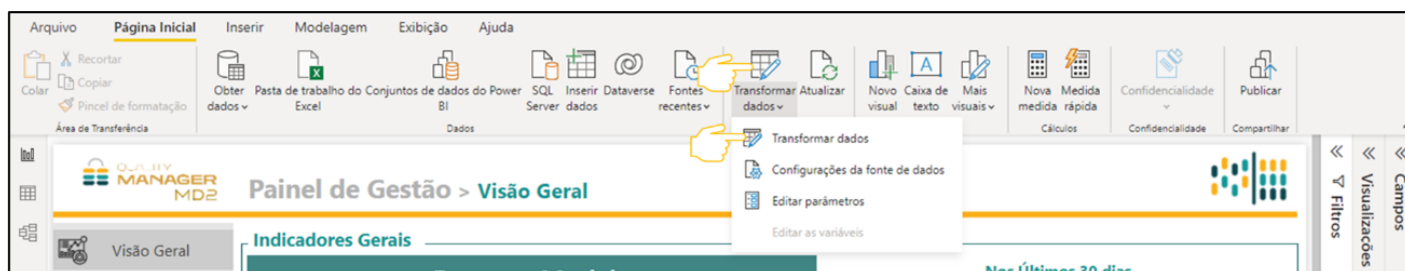 Arquivo Página Inicial Inserir Modelagem Exibição Ajuda
Colar
Recortar
Copiar
Pincel de formatação
Área de Transferência
Obter dados
Pasta de trabalho do Excel
Conjuntos de dados do Power BI
SQL Server
Inserir dados
Dataverse
Fontes recentes
Dados
Transformar dados
Atualizar
Novo visual
Caixa de texto
Mais visuais
Nova medida
Medida rápida
Cálculos
Confidencialidade
Confidencialidade
Publicar
Compartilhar
Transformar dados
Configurações da fonte de dados
Editar parâmetros
Editar as variáveis
MANAGER
MD2
Painel de Gestão > Visão Geral
Visão Geral
Indicadores Gerais
Nos Últimos 30 dias
Filtros
Visualizações
Campos